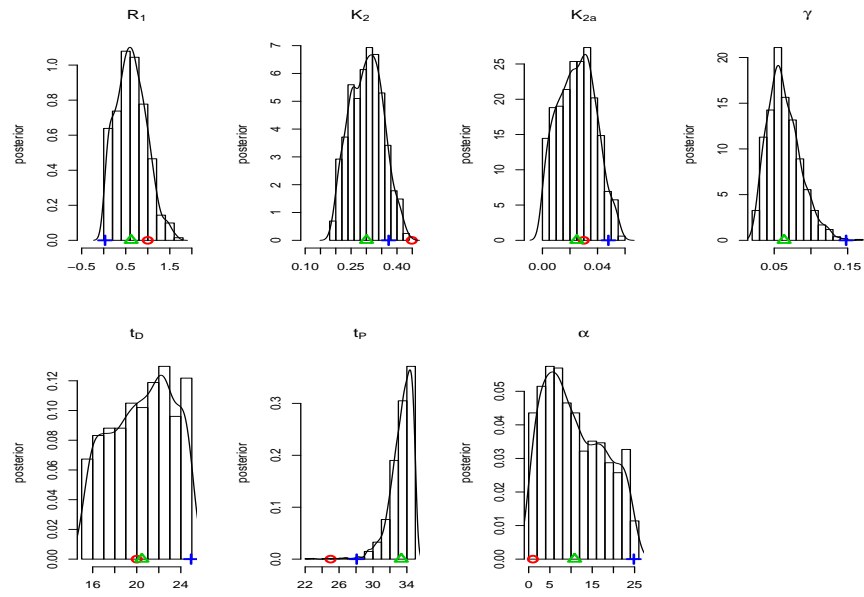 R1 K2 K2a γ
posterior 0.0 0.2 0.4 0.6 0.8 1.0
−0.5 0.5 1.5
posterior 0 1 2 3 4 5 6 7
0.10 0.25 0.40
posterior 0 5 10 15 20 25
0.00 0.04
posterior 0 5 10 15 20
0.05 0.15
tD tP α
posterior 0.00 0.02 0.04 0.06 0.08 0.10 0.12
16 20 24
posterior 0.0 0.1 0.2 0.3
22 26 30 34
posterior 0.00 0.01 0.02 0.03 0.04 0.05
0 5 15 25